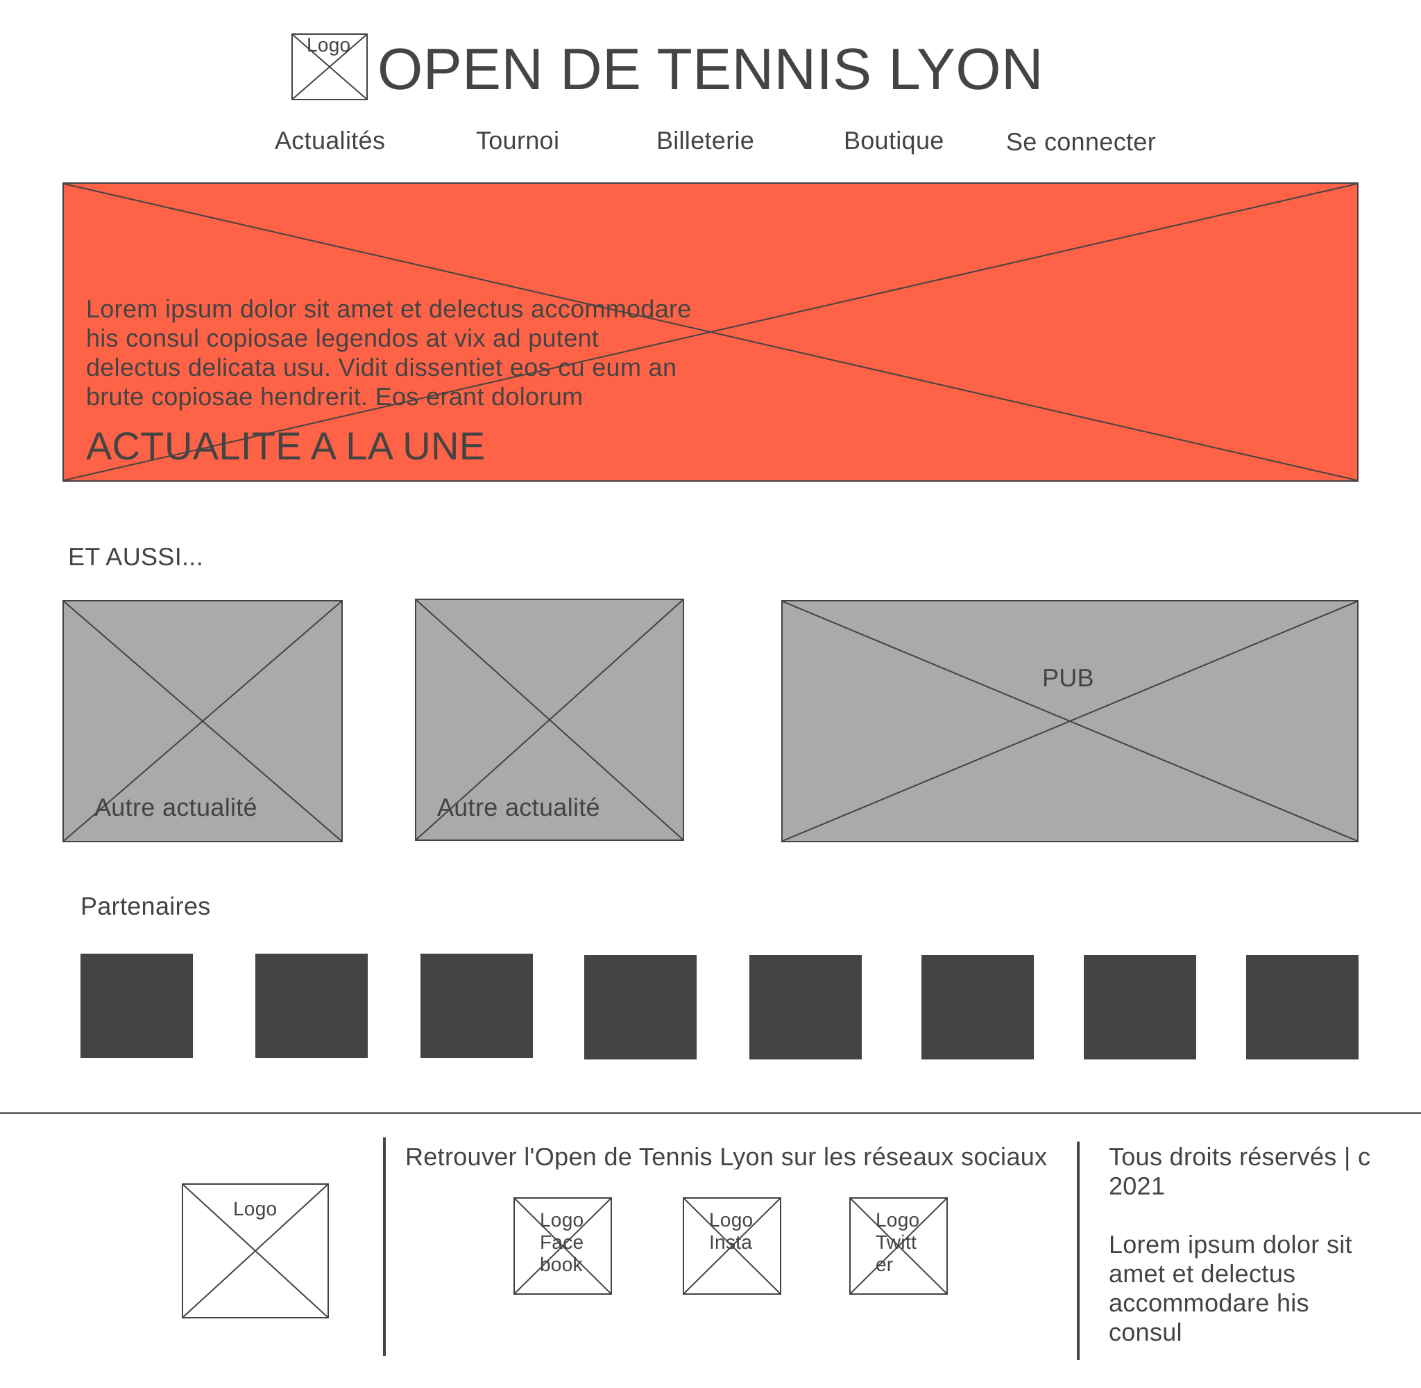 Logo
OPEN DE TENNIS LYON
Actualités
Tournoi
Billeterie
Boutique
Se connecter
Lorem ipsum dolor sit amet et delectus accommodare
his consul copiosae legendos at vix ad putent
delectus delicata usu. Vidit dissentiet eos cu eum an
brute copiosae hendrerit. Eos erant dolorum
ACTUALITE A LA UNE
ET AUSSI...
Autre actualité
Autre actualité
PUB
Partenaires
Logo
Retrouver l'Open de Tennis Lyon sur les réseaux sociaux
Logo
Face
book
Logo
Insta
Logo
Twitt
er
Tous droits réservés | c
2021
Lorem ipsum dolor sit
amet et delectus
accommodare his
consul